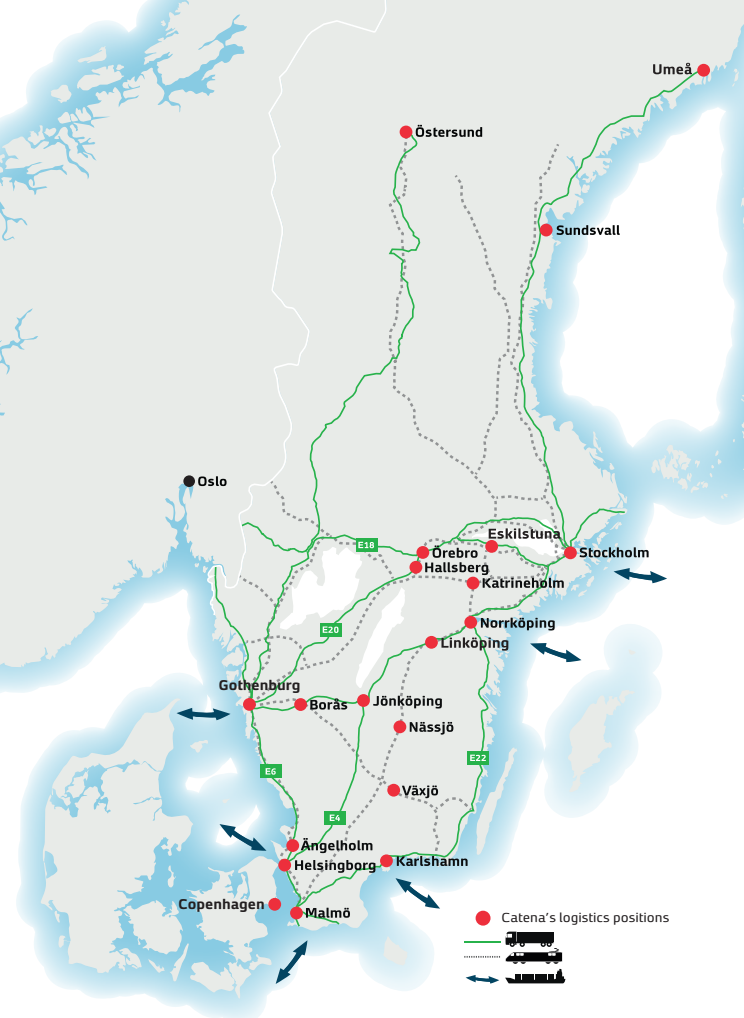 Umeå
Östersund
Sundsvall
Oslo
Eskilstuna
E18
Örebro
Stockholm
Hallsberg
Katrineholm
Norrköping
E20
Linköping
Gothenburg
Jönköping
Borås
Nässjö
E22
E6
Växjö
E4
Ängelholm
Karlshamn
Helsingborg
Copenhagen
Malmö
Catena's logistics positions